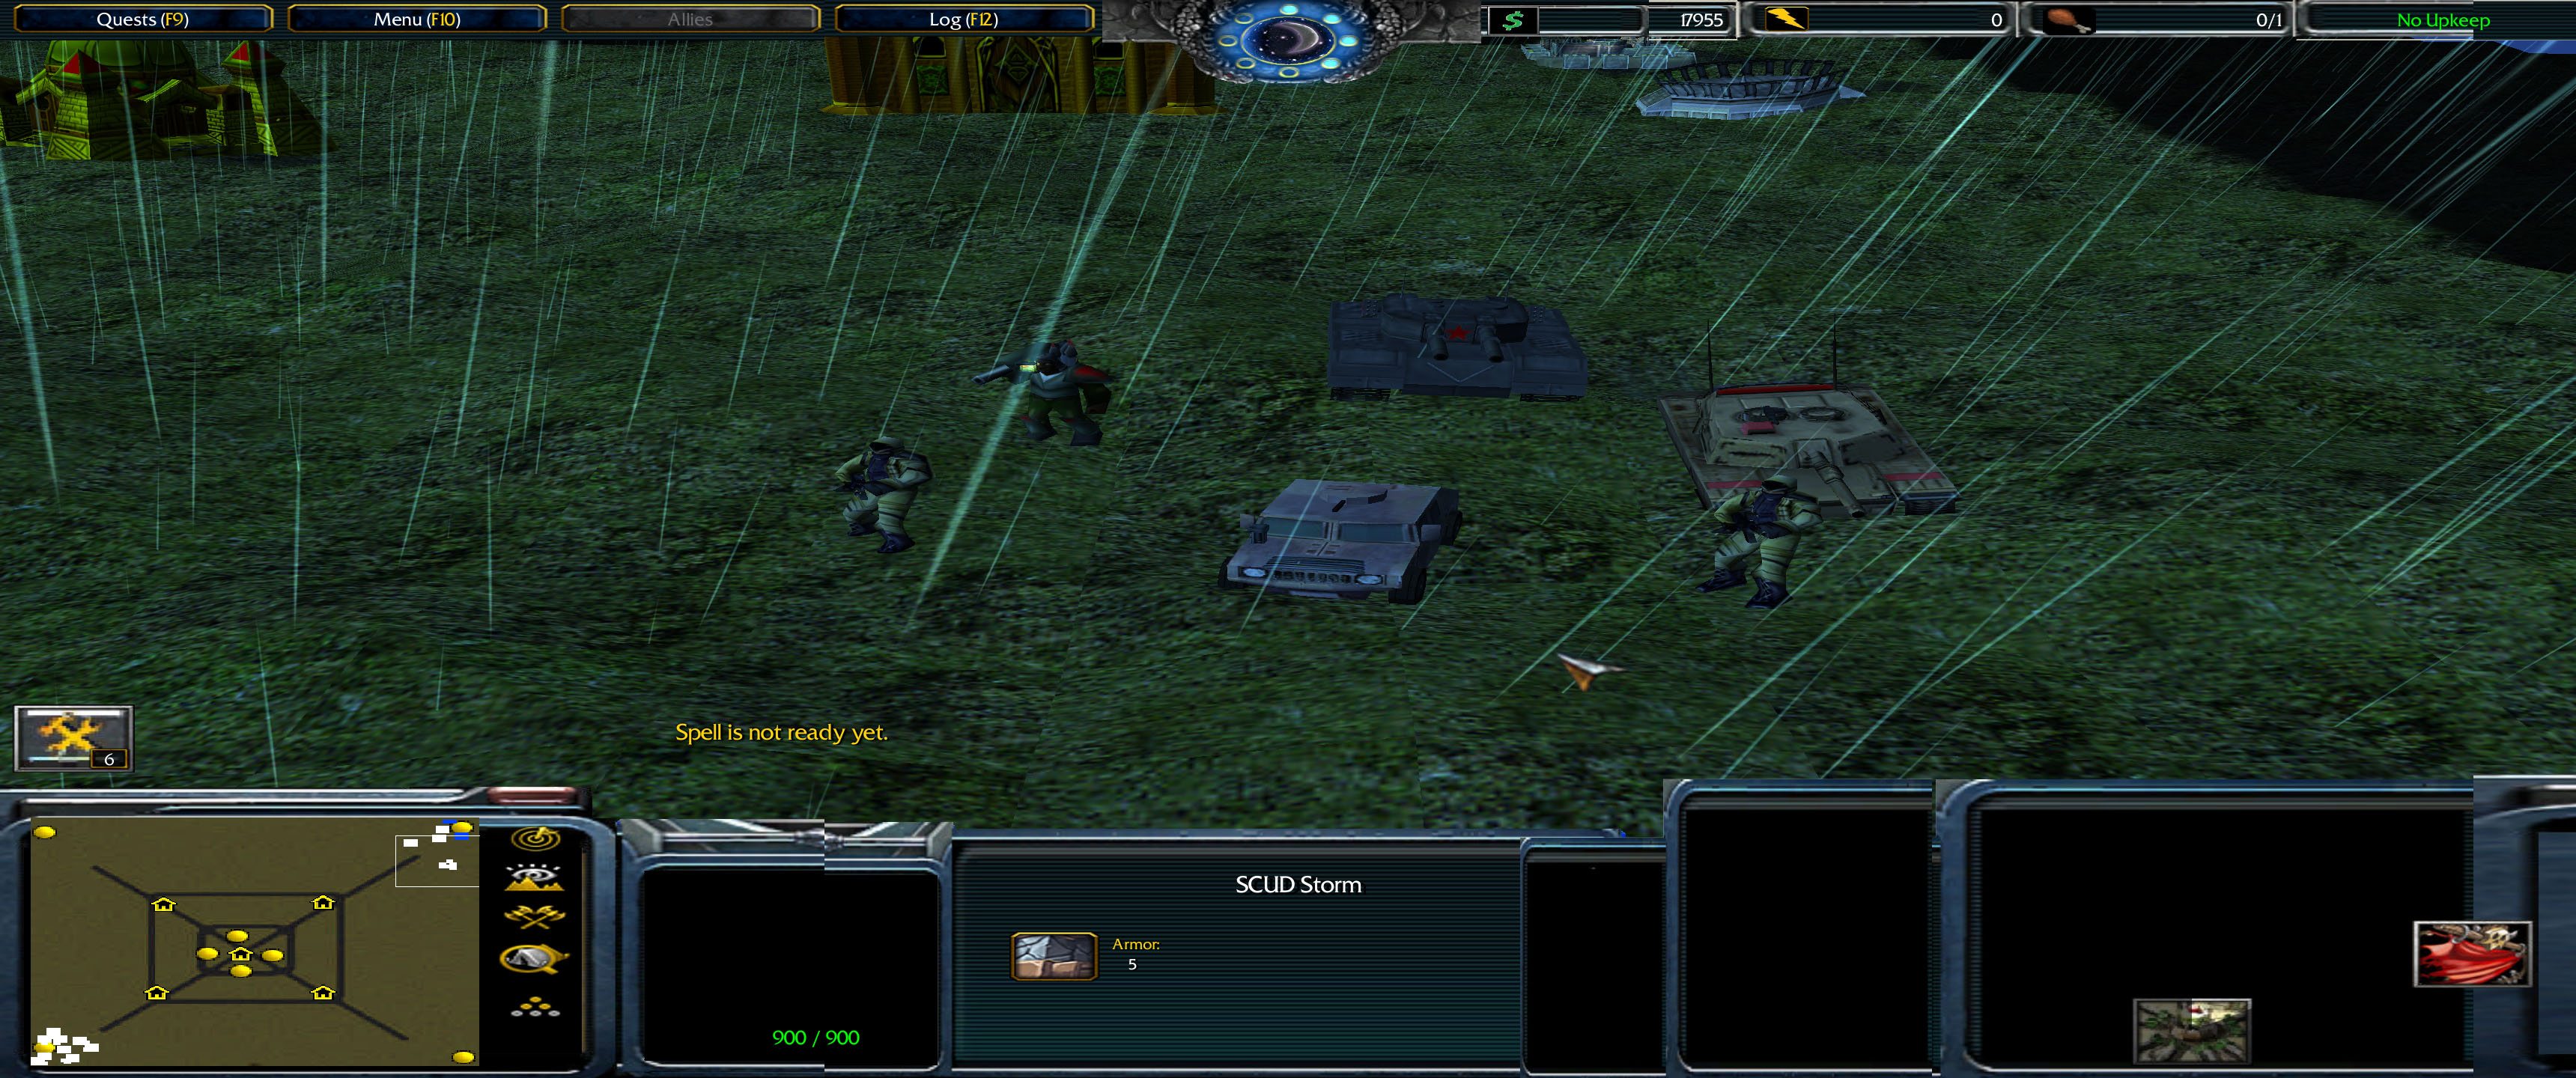 Quests (F9)
Menu (F10)
Allies
Log (F12)
$
17955
0
0/1
No Upkeep
Spell is not ready yet.
6
SCUD Storm
Armor:
5
900 / 900